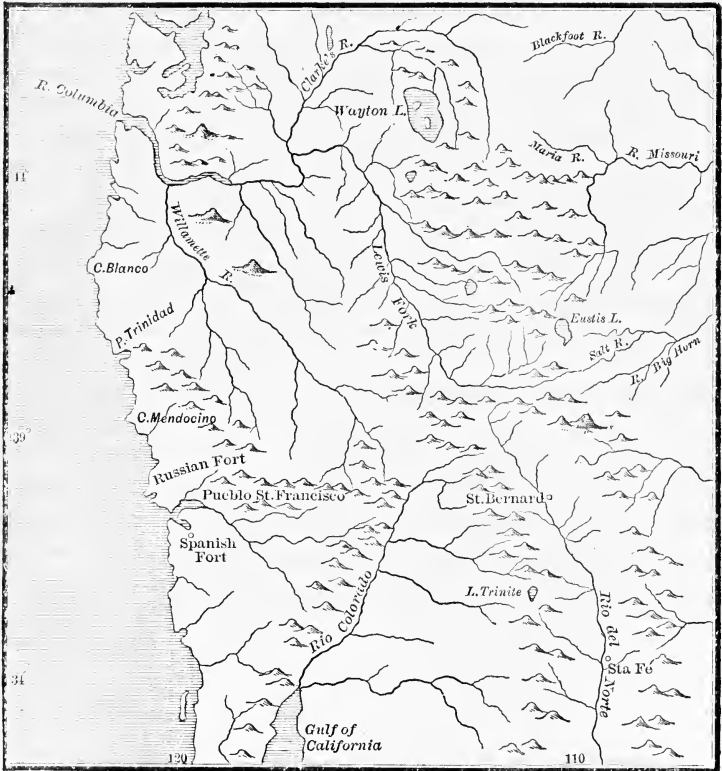 Clarke's R.
Blackfoot R.
R. Columbia
Wayton L.
Maria R.
R. Missouri
44
Willamette R.
C. Blanco
Lewis Fork
P. Trinidad
Eustis L.
Salt R.
R. Big Horn
C. Mendocino
39
Russian Fort
Pueblo St. Francisco
St. Bernard
Spanish
Fort
L. Trinite
Rio Colorado
Rio del Norte
Sta Fé
34
Gulf of
California
120
110